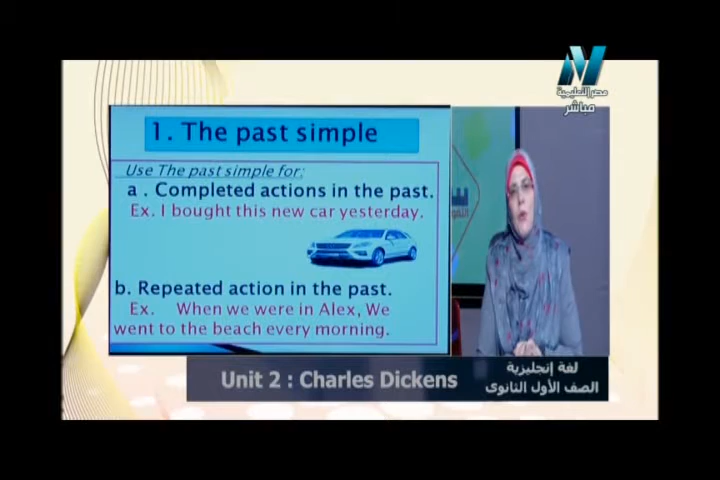 مصر التعليمية
مباشر
1. The past simple
Use The past simple for:
a . Completed actions in the past.
Ex. I bought this new car yesterday.
b. Repeated action in the past.
Ex. When we were in Alex, We
went to the beach every morning.
Unit 2 : Charles Dickens
لغة إنجليزية
الصف الأول الثانوى